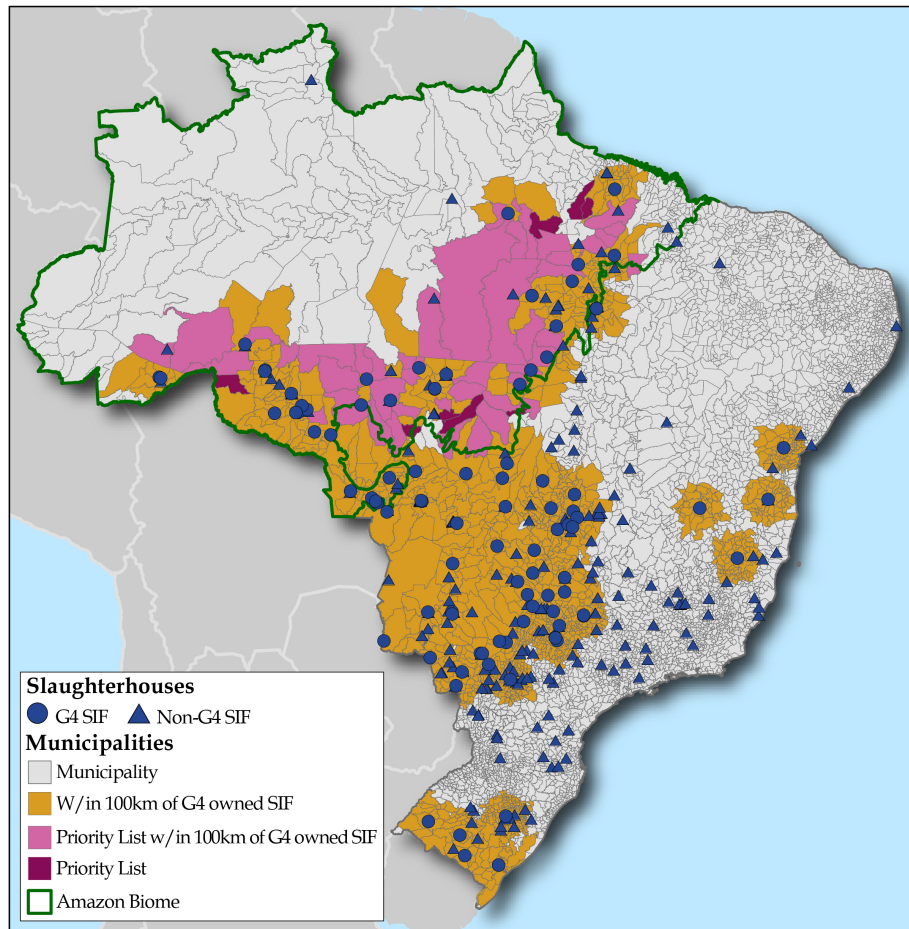 Slaughterhouses
G4 SIF Non-G4 SIF
Municipalities
Municipality
W/in 100km of G4 owned SIF
Priority List w/in 100km of G4 owned SIF
Priority List
Amazon Biome